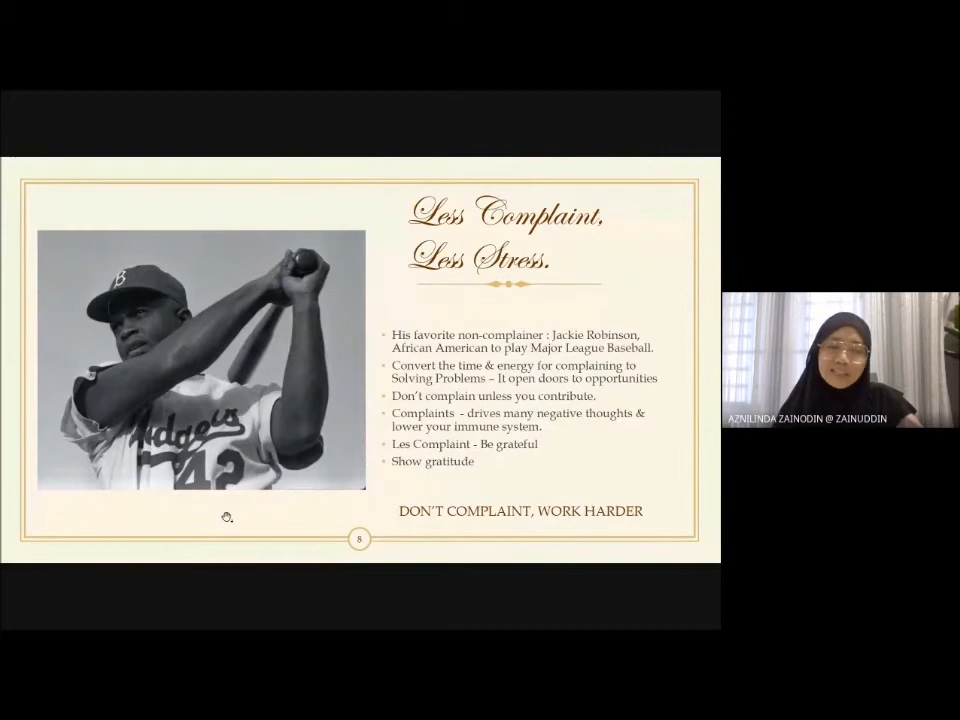 Less Complaint,
Less Stress.
B
Dodgers
42
His favorite non-complainer : Jackie Robinson,
African American to play Major League Baseball.
Convert the time & energy for complaining to
Solving Problems – It open doors to opportunities
Don't complain unless you contribute.
Complaints - drives many negative thoughts &
lower your immune system.
Les Complaint - Be grateful
Show gratitude
DON'T COMPLAINT, WORK HARDER
8
AZNILINDA ZAINODIN @ ZAINUDDIN